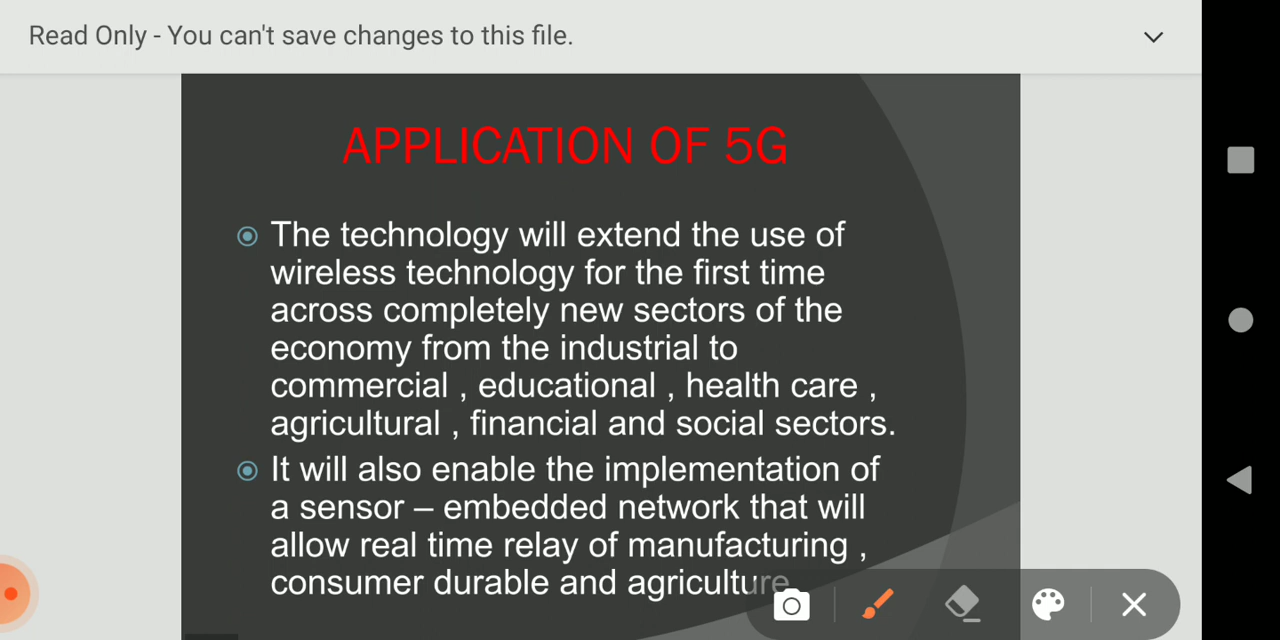 Read Only - You can't save changes to this file.
APPLICATION OF 5G
The technology will extend the use of
wireless technology for the first time
across completely new sectors of the
economy from the industrial to
commercial , educational , health care ,
agricultural , financial and social sectors.
It will also enable the implementation of
a sensor – embedded network that will
allow real time relay of manufacturing ,
consumer durable and agriculture